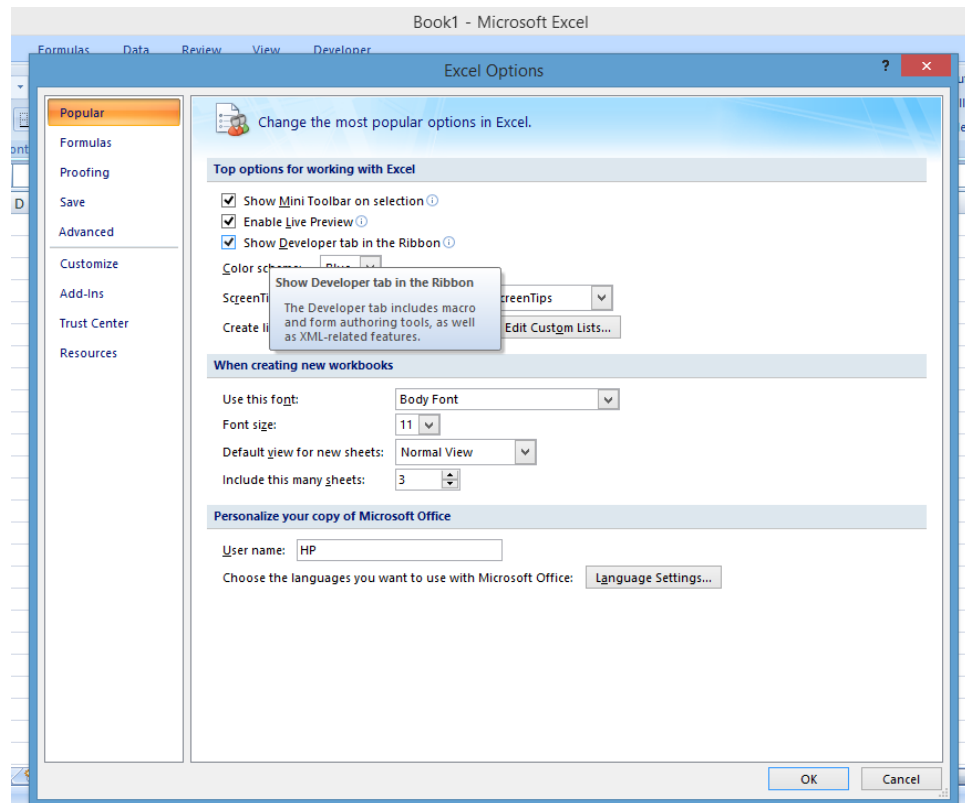 Book1 - Microsoft Excel
Formulas Data Review View Developer
Excel Options
?
Popular
Formulas
Proofing
Save
Advanced
Customize
Add-Ins
Trust Center
Resources
Change the most popular options in Excel.
Top options for working with Excel
Show Mini Toolbar on selection
Enable Live Preview
Show Developer tab in the Ribbon
Color
Show Developer tab in the Ribbon
The Developer tab includes macro
and form authoring tools, as well
as XML-related features.
Edit Custom Lists...
When creating new workbooks
Use this font: Body Font
Font size: 11
Default view for new sheets: Normal View
Include this many sheets: 3
Personalize your copy of Microsoft Office
User name: HP
Choose the languages you want to use with Microsoft Office: Language Settings...
OK Cancel
D